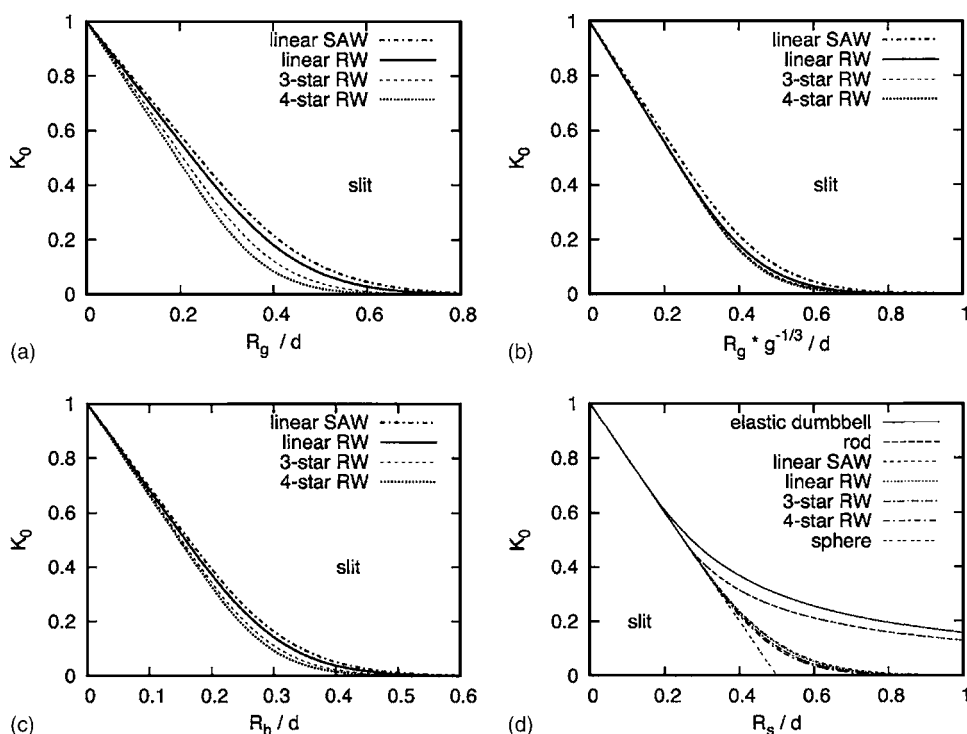 1
0.8
0.6
0.4
0.2
0
K₀
linear SAW
linear RW
3-star RW
4-star RW
slit
0 0.2 0.4 0.6 0.8
(a)
R_g / d
1
0.8
0.6
0.4
0.2
0
K₀
linear SAW
linear RW
3-star RW
4-star RW
slit
0 0.2 0.4 0.6 0.8 1
(b)
R_g * g^-1/3 / d
1
0.8
0.6
0.4
0.2
0
K₀
linear SAW
linear RW
3-star RW
4-star RW
slit
0 0.1 0.2 0.3 0.4 0.5 0.6
(c)
R_h / d
1
0.8
0.6
0.4
0.2
0
K₀
elastic dumbbell
rod
linear SAW
linear RW
3-star RW
4-star RW
sphere
slit
0 0.2 0.4 0.6 0.8 1
(d)
R_s / d